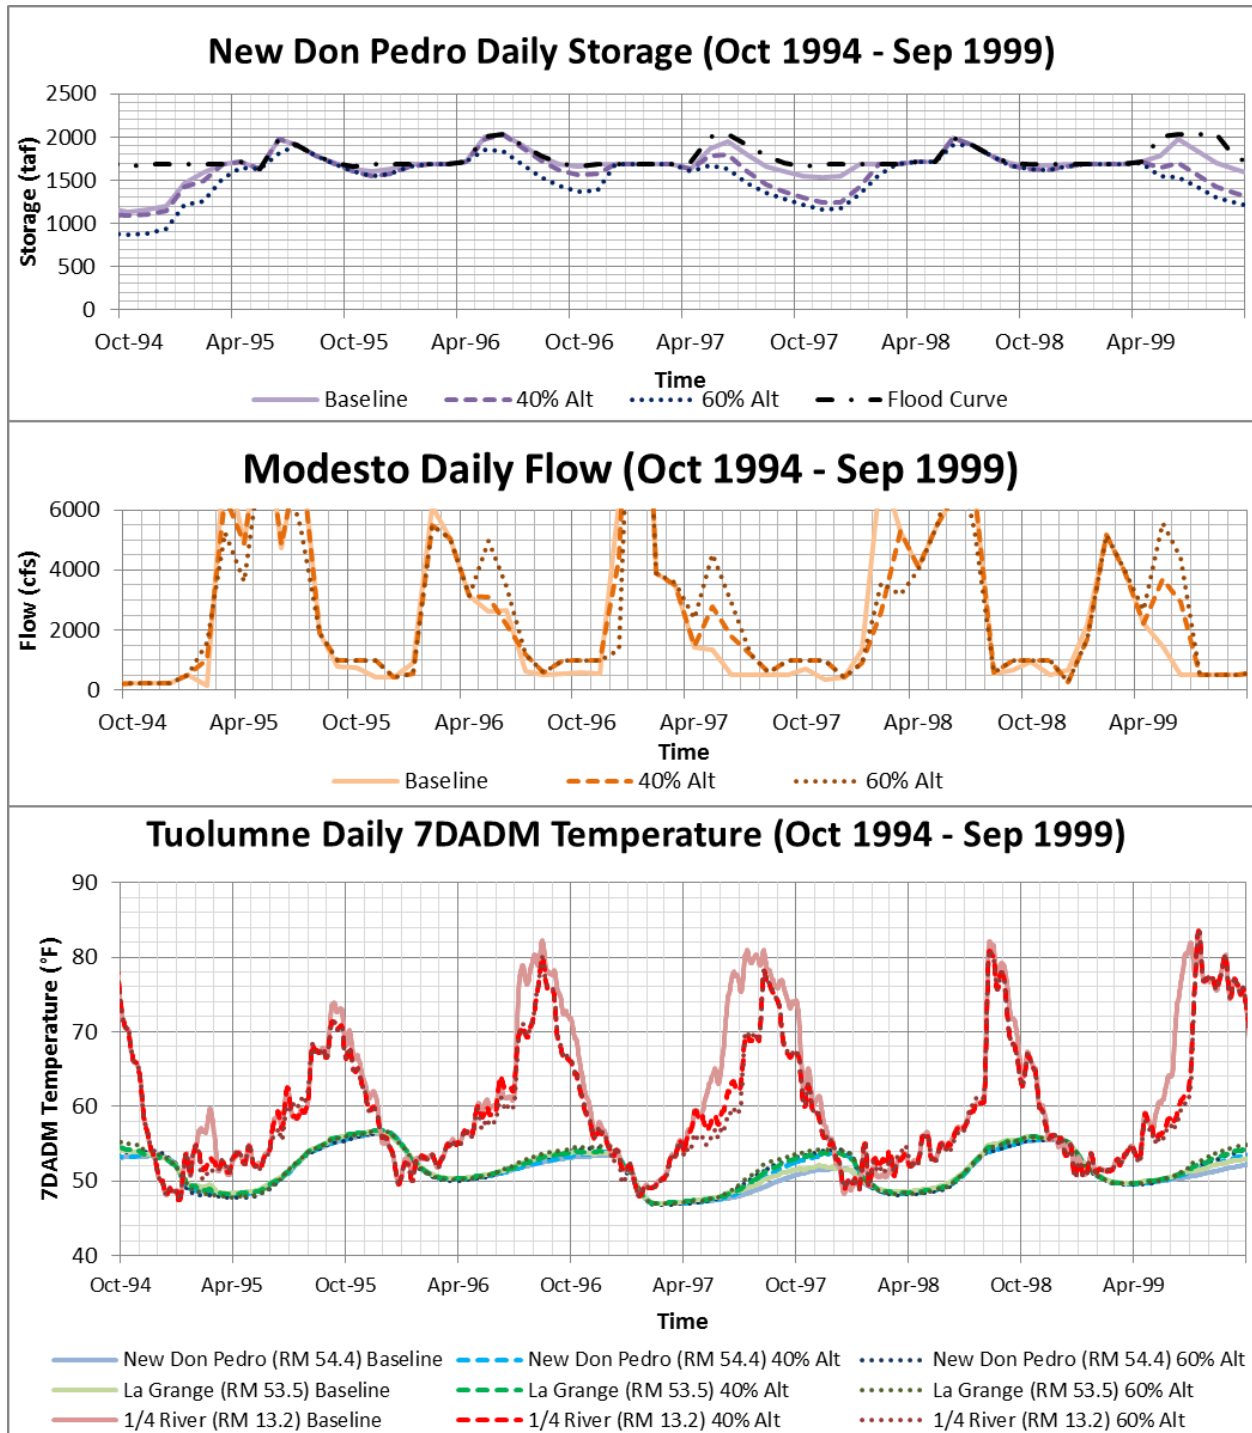 New Don Pedro Daily Storage (Oct 1994 - Sep 1999)
Storage (taf)
2500
2000
1500
1000
500
0
Oct-94 Apr-95 Oct-95 Apr-96 Oct-96 Apr-97 Oct-97 Apr-98 Oct-98 Apr-99
Time
Baseline 40% Alt 60% Alt Flood Curve
Modesto Daily Flow (Oct 1994 - Sep 1999)
Flow (cfs)
6000
4000
2000
0
Oct-94 Apr-95 Oct-95 Apr-96 Oct-96 Apr-97 Oct-97 Apr-98 Oct-98 Apr-99
Time
Baseline 40% Alt 60% Alt
Tuolumne Daily 7DADM Temperature (Oct 1994 - Sep 1999)
7DADM Temperature (°F)
90
80
70
60
50
40
Oct-94 Apr-95 Oct-95 Apr-96 Oct-96 Apr-97 Oct-97 Apr-98 Oct-98 Apr-99
Time
New Don Pedro (RM 54.4) Baseline New Don Pedro (RM 54.4) 40% Alt New Don Pedro (RM 54.4) 60% Alt
La Grange (RM 53.5) Baseline La Grange (RM 53.5) 40% Alt La Grange (RM 53.5) 60% Alt
1/4 River (RM 13.2) Baseline 1/4 River (RM 13.2) 40% Alt 1/4 River (RM 13.2) 60% Alt